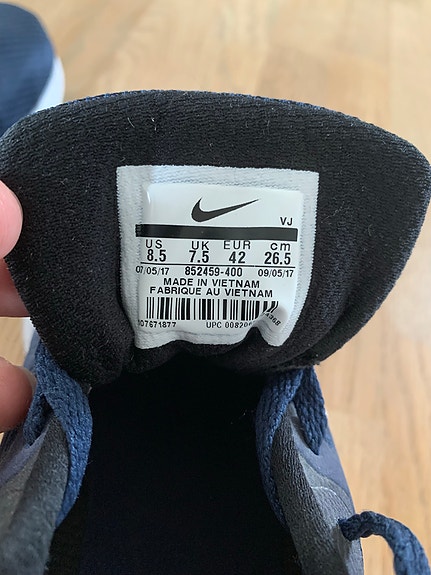 VJ
US UK EUR cm
8.5 7.5 42 26.5
07/05/17 852459-400 09/05/17
MADE IN VIETNAM
FABRIQUE AU VIETNAM
UPC